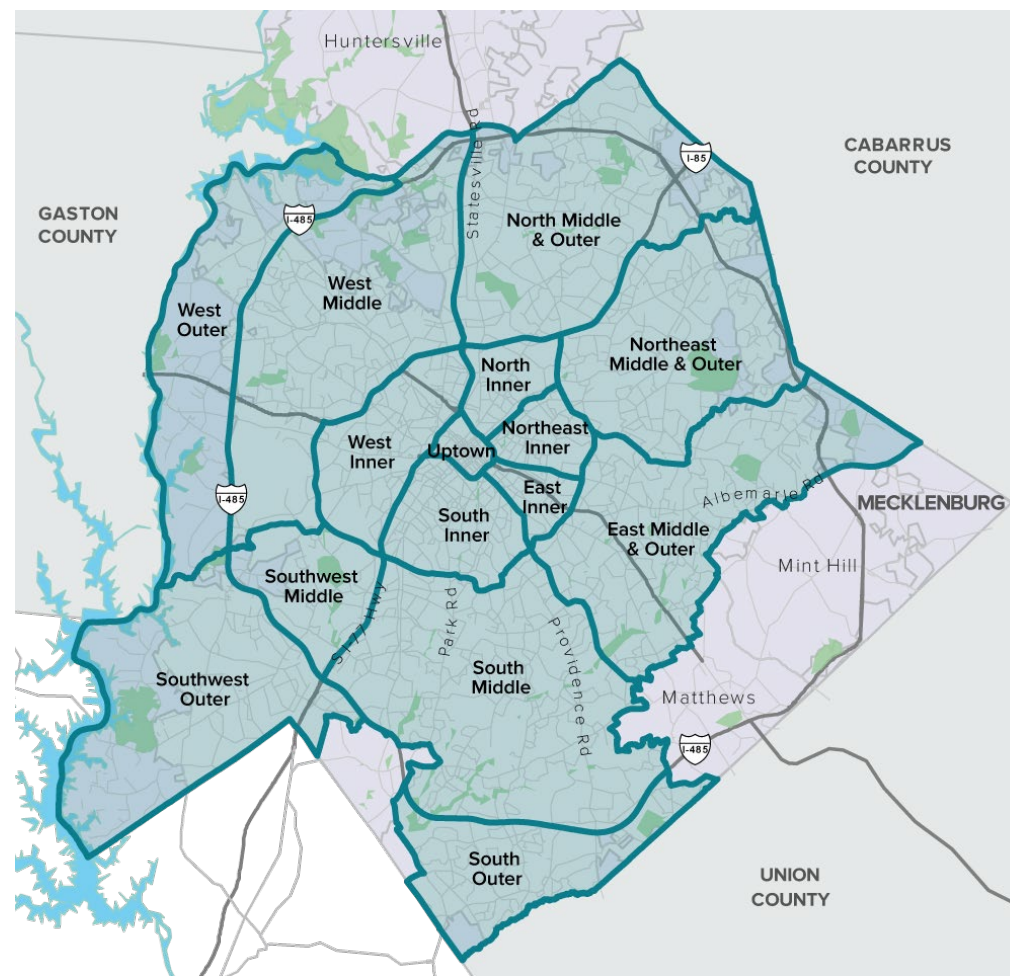 Huntersville
Statesville Rd
I-85
CABARRUS
COUNTY
GASTON
COUNTY
I-485
North Middle
& Outer
West
Middle
West
Outer
Northeast
Middle & Outer
North
Inner
West
Inner
Uptown
Northeast
Inner
East
Inner
I-485
Albemarle Rd
MECKLENBURG
South
Inner
East Middle
& Outer
Mint Hill
Southwest
Middle
S I-77 Hwy
Park Rd
Providence Rd
Southwest
Outer
South
Middle
Matthews
I-485
South
Outer
UNION
COUNTY